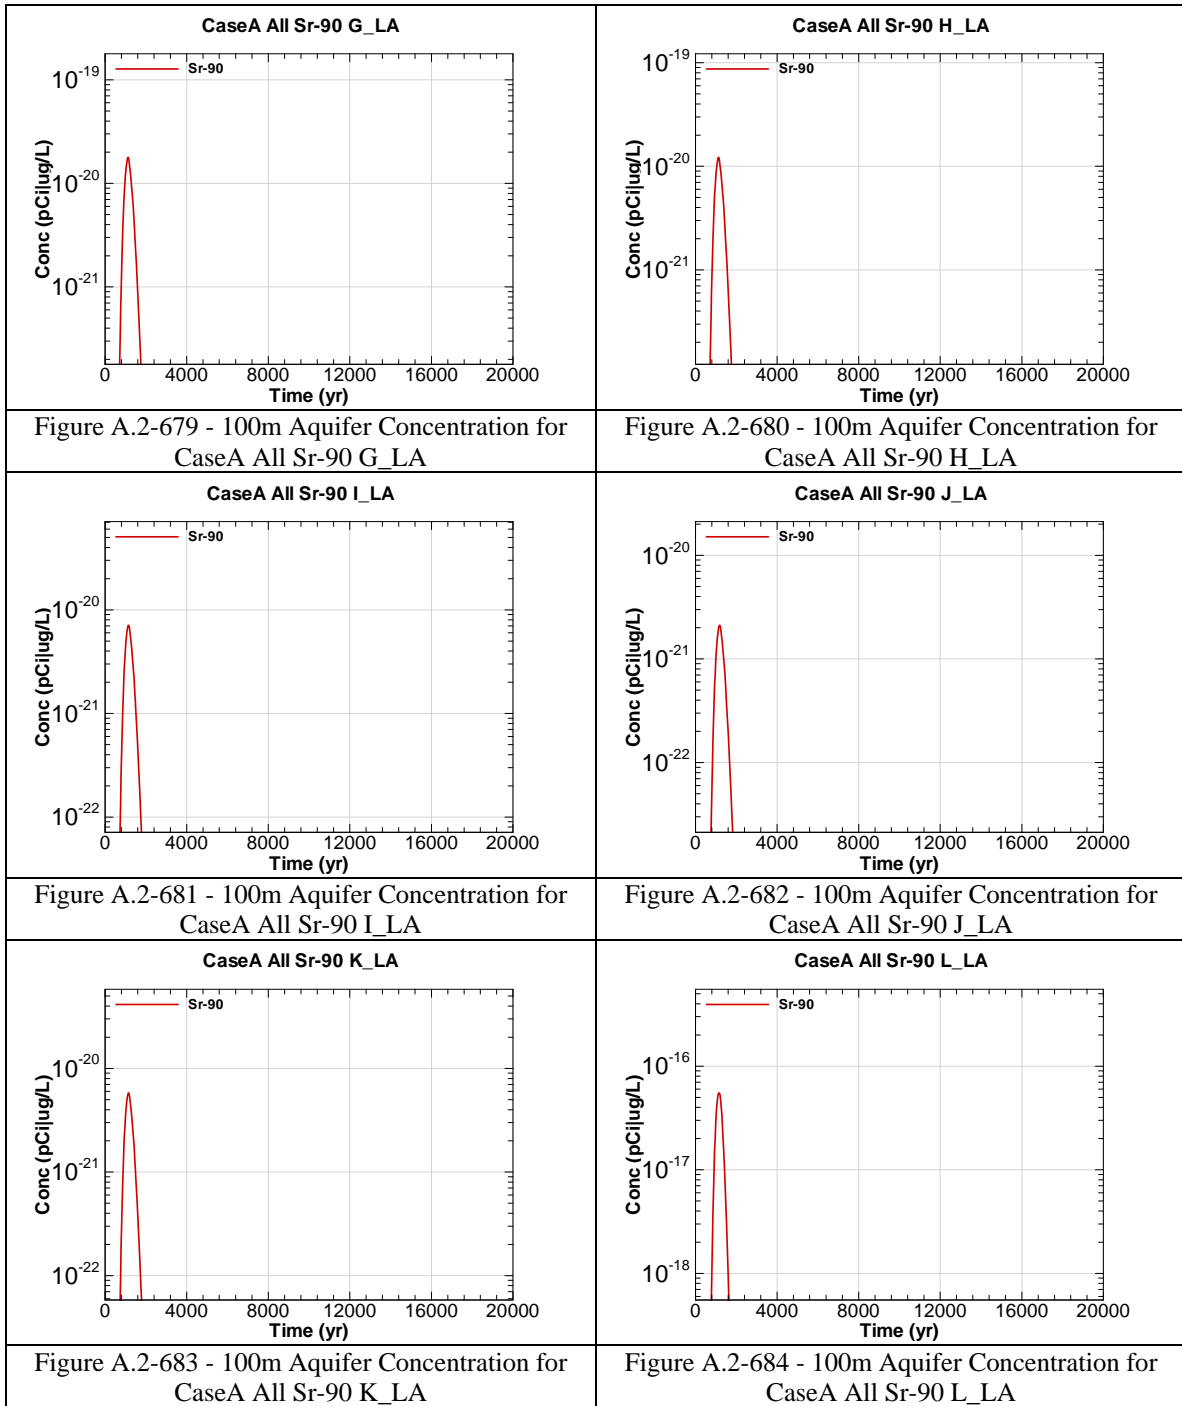 CaseA All Sr-90 G_LA
Sr-90
10-19
10-20
10-21
Conc (pCi|ug/L)
0 4000 8000 12000 16000 20000
Time (yr)
Figure A.2-679 - 100m Aquifer Concentration for
CaseA All Sr-90 G_LA
CaseA All Sr-90 H_LA
Sr-90
10-19
10-20
10-21
Conc (pCi|ug/L)
0 4000 8000 12000 16000 20000
Time (yr)
Figure A.2-680 - 100m Aquifer Concentration for
CaseA All Sr-90 H_LA
CaseA All Sr-90 I_LA
Sr-90
10-20
10-21
10-22
Conc (pCi|ug/L)
0 4000 8000 12000 16000 20000
Time (yr)
Figure A.2-681 - 100m Aquifer Concentration for
CaseA All Sr-90 I_LA
CaseA All Sr-90 J_LA
Sr-90
10-20
10-21
10-22
Conc (pCi|ug/L)
0 4000 8000 12000 16000 20000
Time (yr)
Figure A.2-682 - 100m Aquifer Concentration for
CaseA All Sr-90 J_LA
CaseA All Sr-90 K_LA
Sr-90
10-20
10-21
10-22
Conc (pCi|ug/L)
0 4000 8000 12000 16000 20000
Time (yr)
Figure A.2-683 - 100m Aquifer Concentration for
CaseA All Sr-90 K_LA
CaseA All Sr-90 L_LA
Sr-90
10-16
10-17
10-18
Conc (pCi|ug/L)
0 4000 8000 12000 16000 20000
Time (yr)
Figure A.2-684 - 100m Aquifer Concentration for
CaseA All Sr-90 L_LA